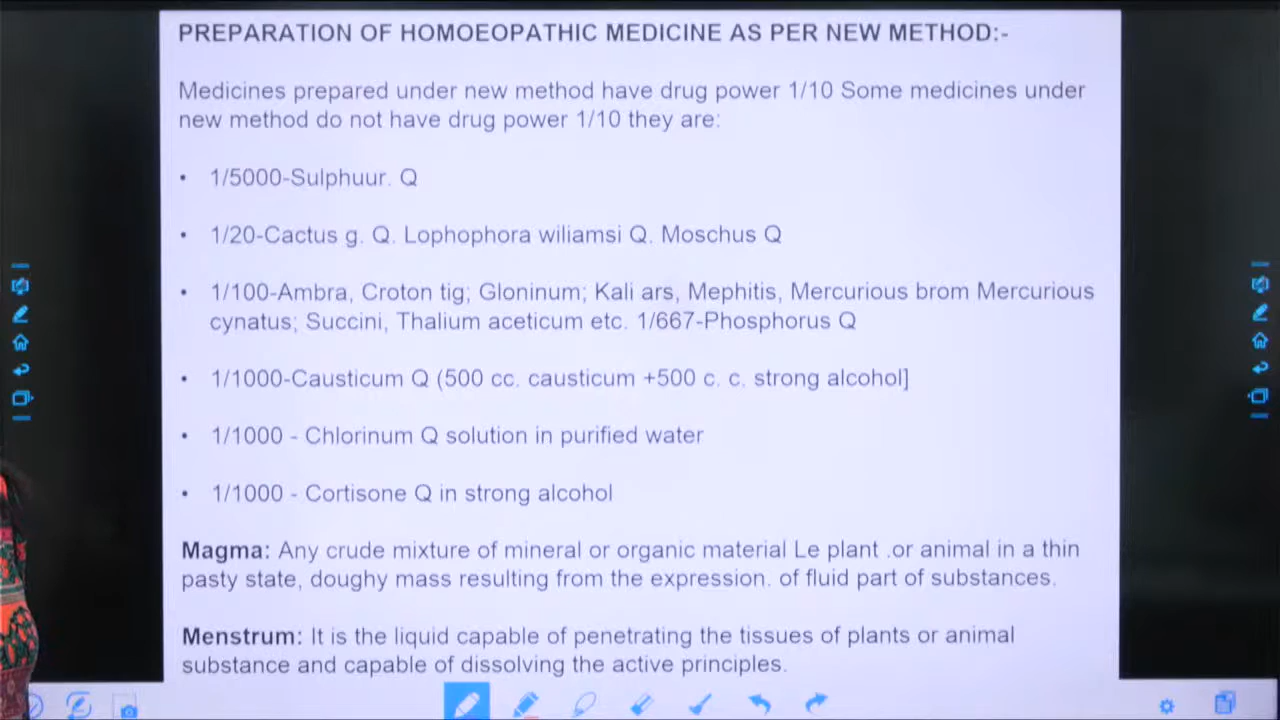 PREPARATION OF HOMOEOPATHIC MEDICINE AS PER NEW METHOD:-
Medicines prepared under new method have drug power 1/10 Some medicines under
new method do not have drug power 1/10 they are:
• 1/5000-Sulphuur. Q
• 1/20-Cactus g. Q. Lophophora wiliamsi Q. Moschus Q
• 1/100-Ambra, Croton tig; Gloninum; Kali ars, Mephitis, Mercurious brom Mercurious
cynatus; Succini, Thalium aceticum etc. 1/667-Phosphorus Q
• 1/1000-Causticum Q (500 cc. causticum +500 c. c. strong alcohol]
• 1/1000 - Chlorinum Q solution in purified water
• 1/1000 - Cortisone Q in strong alcohol
Magma: Any crude mixture of mineral or organic material Le plant .or animal in a thin
pasty state, doughy mass resulting from the expression. of fluid part of substances.
Menstrum: It is the liquid capable of penetrating the tissues of plants or animal
substance and capable of dissolving the active principles.